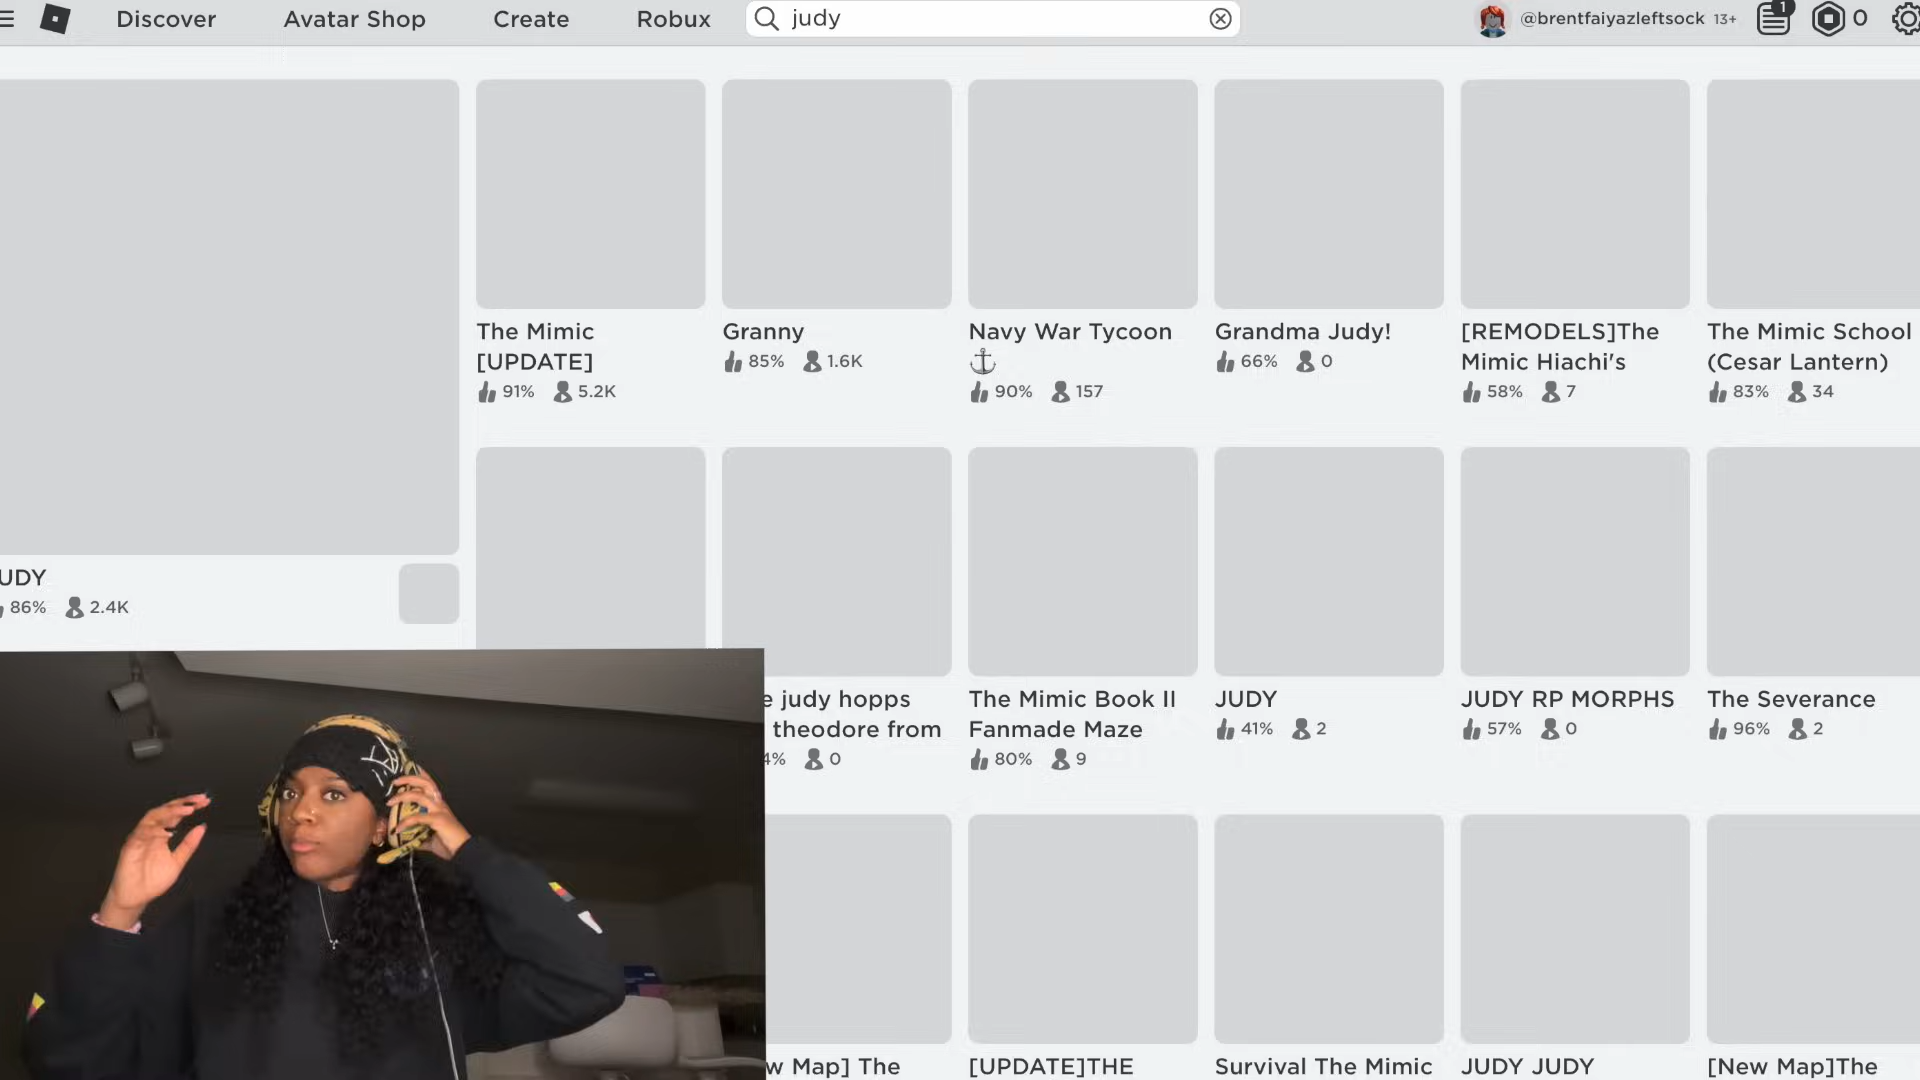 Discover
Avatar Shop
Create
Robux
judy
@brentfaiyazleftsock 13+
1
0
The Mimic
[UPDATE]
91% 5.2K
Granny
85% 1.6K
Navy War Tycoon
⚓
90% 157
Grandma Judy!
66% 0
[REMODELS]The
Mimic Hiachi's
58% 7
The Mimic School
(Cesar Lantern)
83% 34
UDY
86% 2.4K
e judy hopps
theodore from
4% 0
The Mimic Book II
Fanmade Maze
80% 9
JUDY
41% 2
JUDY RP MORPHS
57% 0
The Severance
96% 2
w Map] The
[UPDATE]THE
Survival The Mimic
JUDY JUDY
[New Map]The